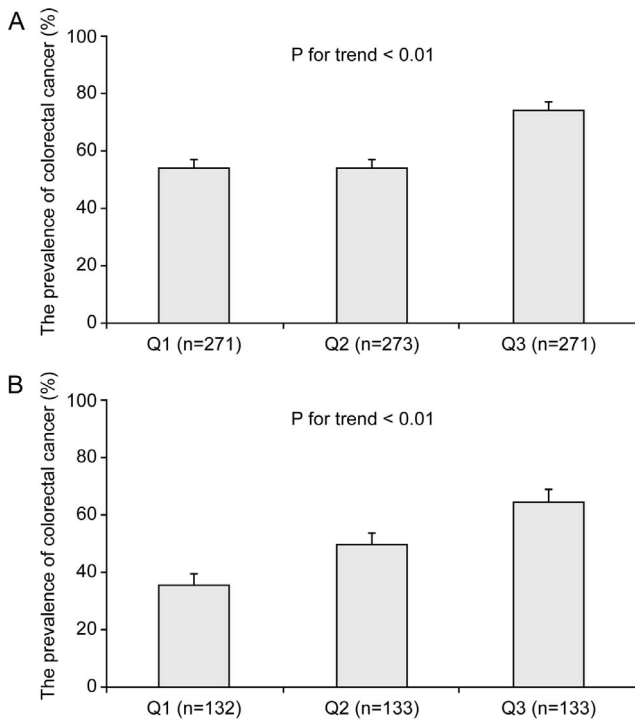 A
The prevalence of colorectal cancer (%)
P for trend < 0.01
100
80
60
40
20
0
Q1 (n=271)
Q2 (n=273)
Q3 (n=271)
B
The prevalence of colorectal cancer (%)
P for trend < 0.01
100
80
60
40
20
0
Q1 (n=132)
Q2 (n=133)
Q3 (n=133)